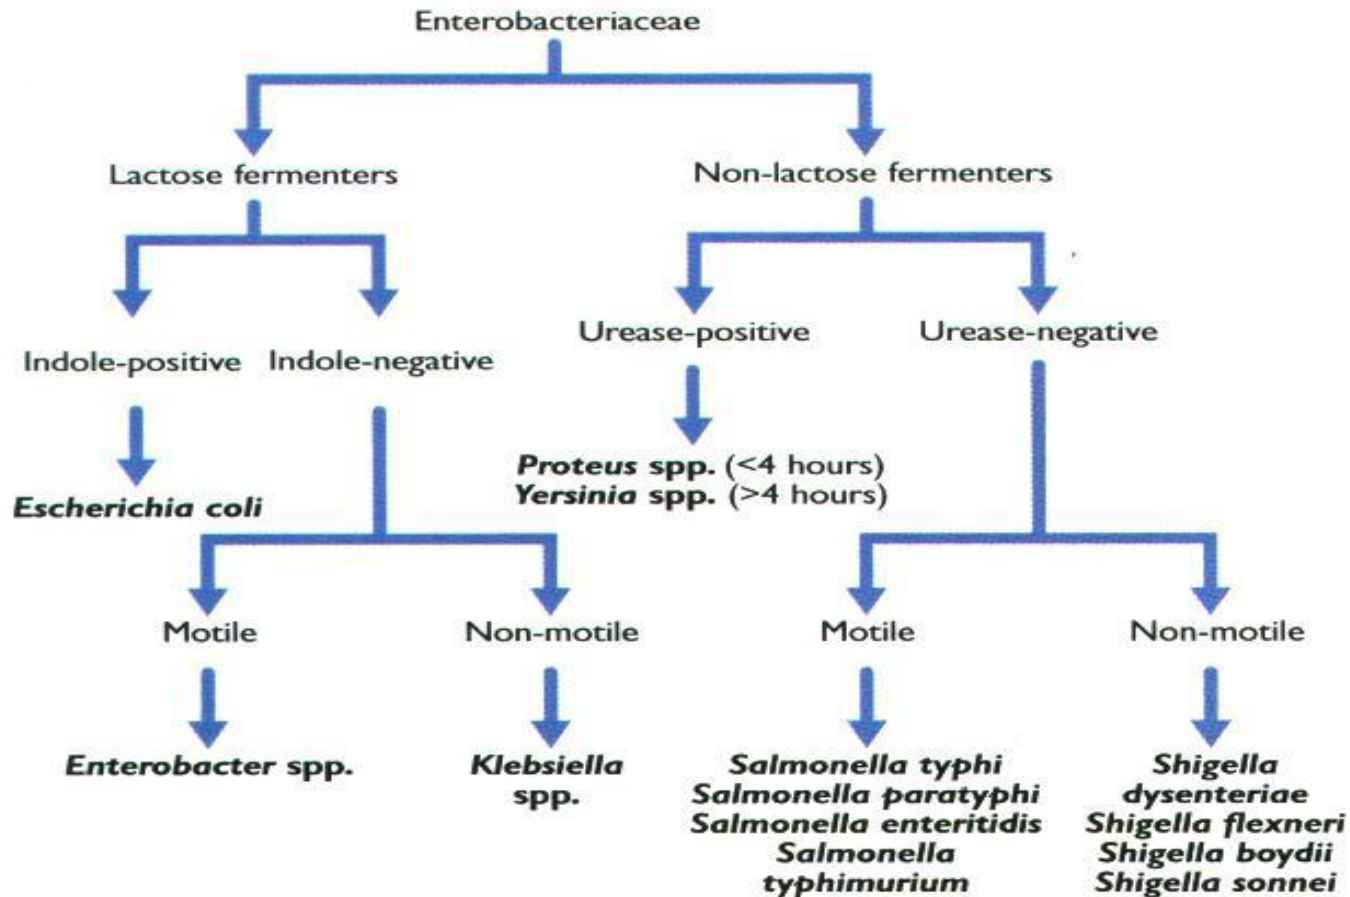 Enterobacteriaceae
Lactose fermenters
Non-lactose fermenters
Indole-positive
Indole-negative
Urease-positive
Urease-negative
Escherichia coli
Proteus spp. (<4 hours)
Yersinia spp. (>4 hours)
Motile
Non-motile
Motile
Non-motile
Enterobacter spp.
Klebsiella
spp.
Salmonella typhi
Salmonella paratyphi
Salmonella enteritidis
Salmonella
typhimurium
Shigella
dysenteriae
Shigella flexneri
Shigella boydii
Shigella sonnei